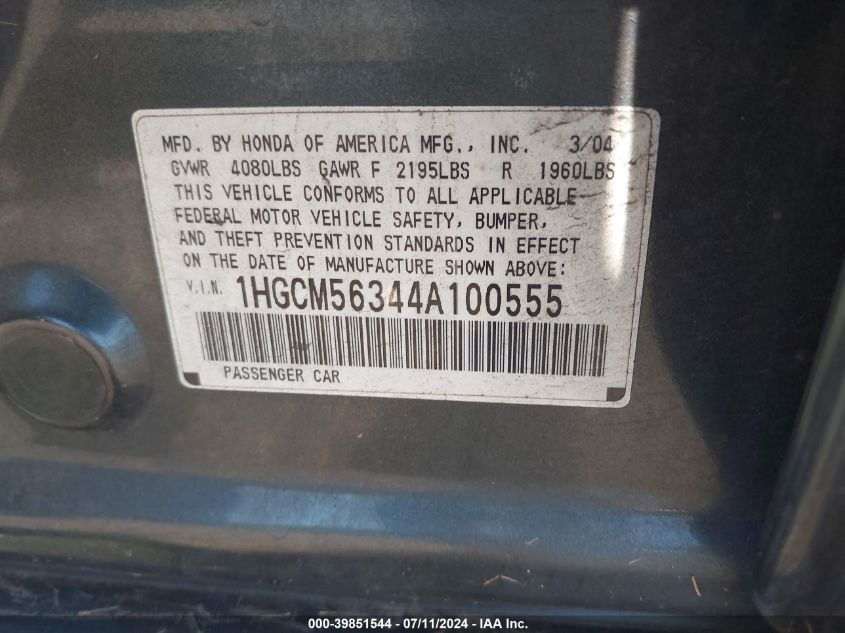 MFD. BY HONDA OF AMERICA MFG., INC. 3/04
GVWR 4080LBS GAWR F 2195LBS R 1960LBS
THIS VEHICLE CONFORMS TO ALL APPLICABLE
FEDERAL MOTOR VEHICLE SAFETY, BUMPER,
AND THEFT PREVENTION STANDARDS IN EFFECT
ON THE DATE OF MANUFACTURE SHOWN ABOVE:
V.I.N. 1HGCM56344A100555
PASSENGER CAR
000-39851544 - 07/11/2024 - IAA Inc.